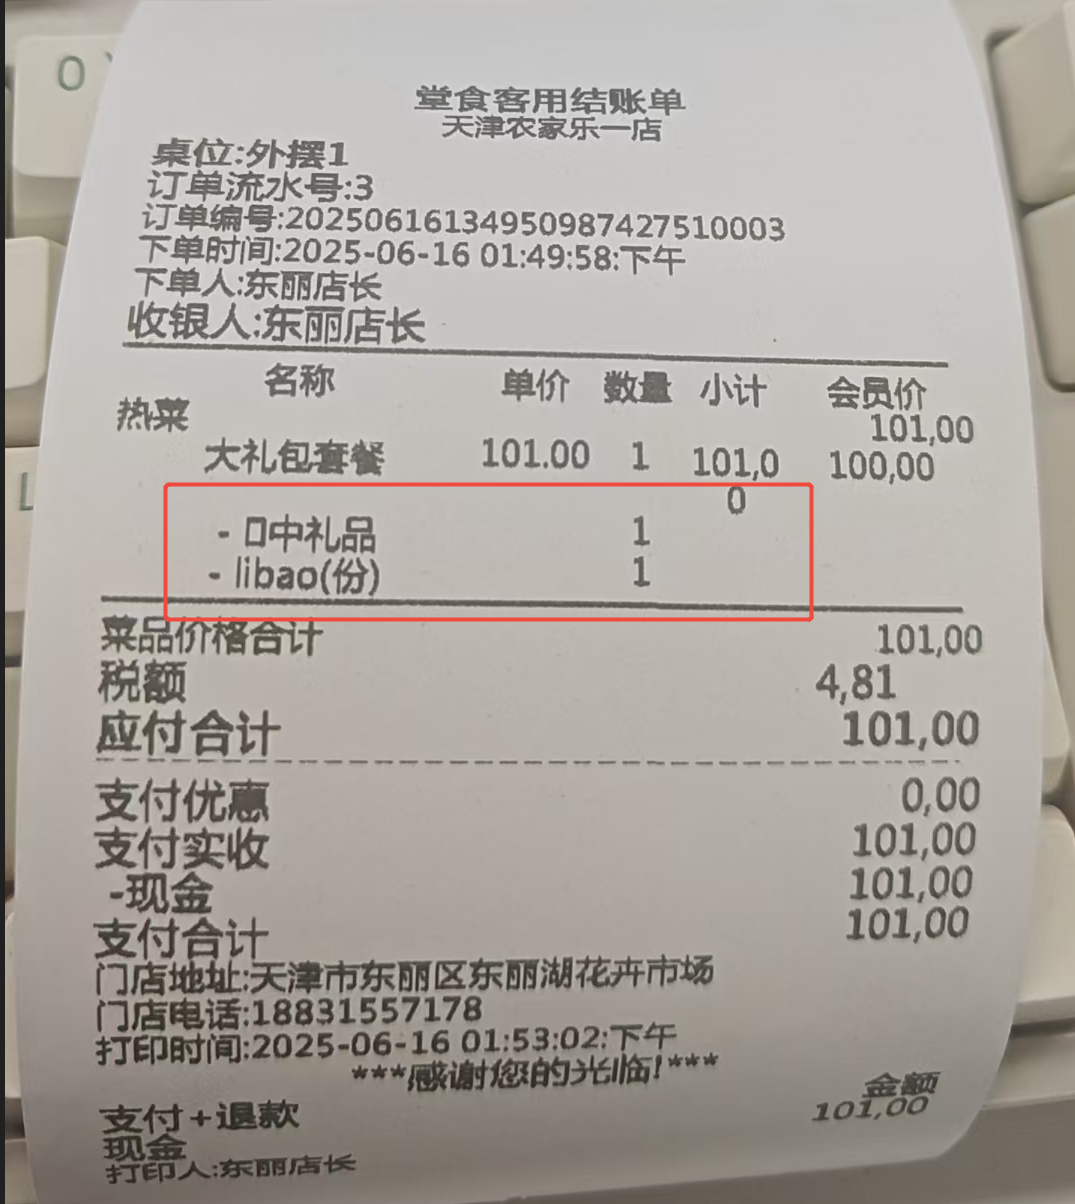 堂食客用结账单
天津农家乐一店
桌位:外摆1
订单流水号:3
订单编号:20250616134950987427510003
下单时间:2025-06-16 01:49:58:下午
下单人:东丽店长
收银人:东丽店长
名称 单价 数量 小计 会员价
热菜 101,00
大礼包套餐 101.00 1 101,0 100,00
0
- 口中礼品 1
- libao(份) 1
菜品价格合计 101,00
税额 4,81
应付合计 101,00
支付优惠 0,00
支付实收 101,00
-现金 101,00
支付合计 101,00
门店地址:天津市东丽区东丽湖花卉市场
门店电话:18831557178
打印时间:2025-06-16 01:53:02:下午
***感谢您的光临!***
支付+退款 金额
现金 101,00
打印人:东丽店长
O
L